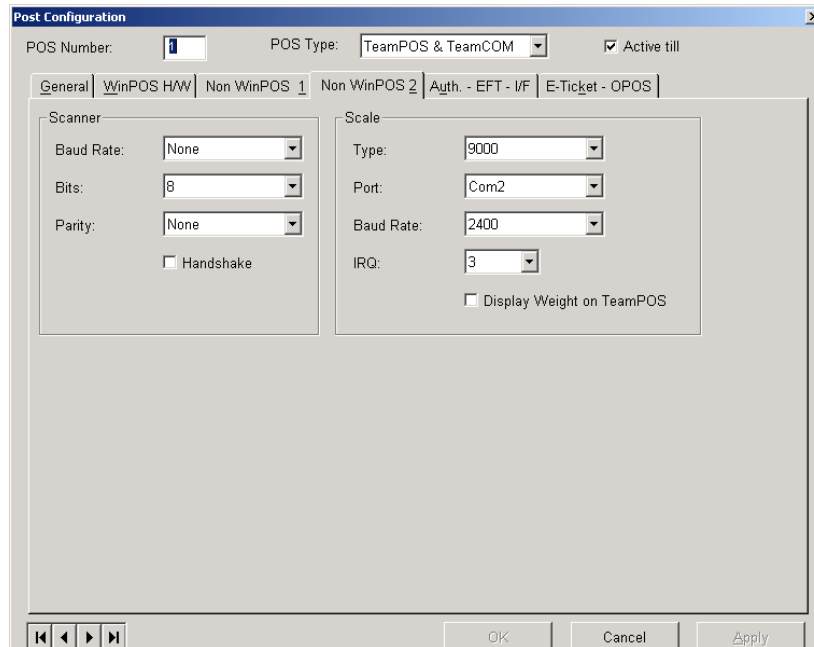 Post Configuration
POS Number: 1 POS Type: TeamPOS & TeamCOM Active till
General WinPOS H/W Non WinPOS 1 Non WinPOS 2 Auth. - EFT - I/F E-Ticket - OPOS
Scanner Scale
Baud Rate: None Type: 9000
Bits: 8 Port: Com2
Parity: None Baud Rate: 2400
Handshake IRQ: 3
Display Weight on TeamPOS
OK Cancel Apply